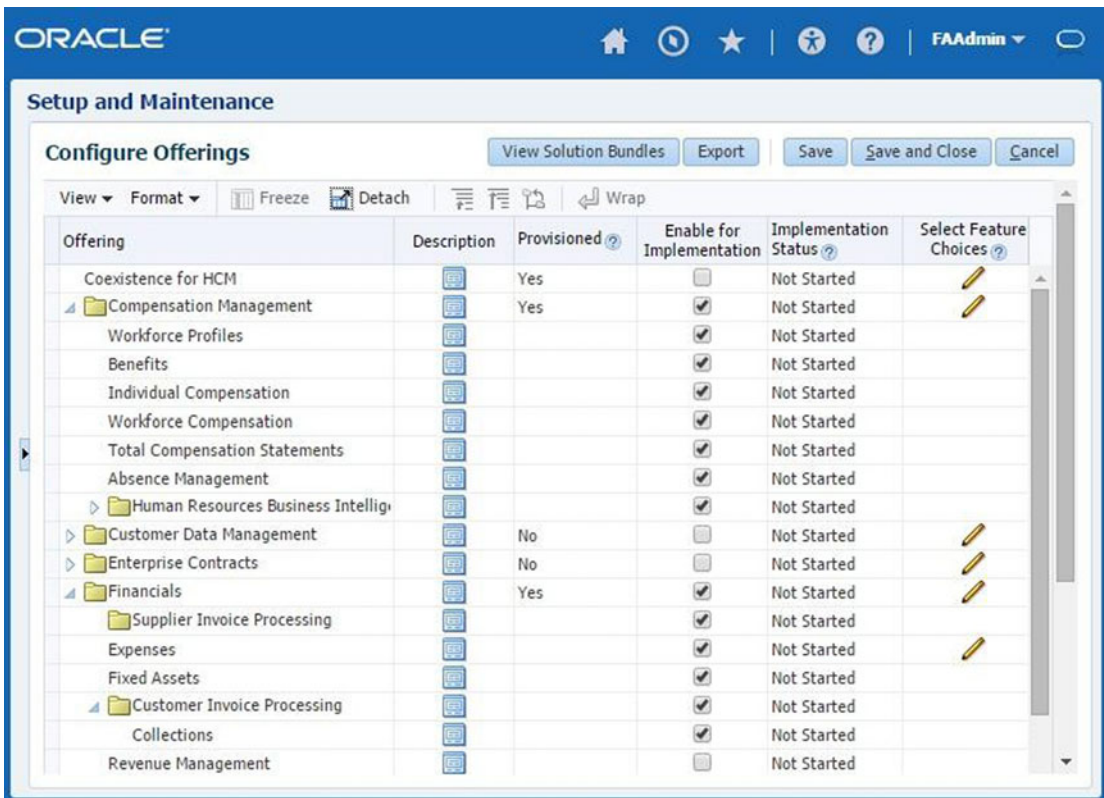 ORACLE
FAAdmin
Setup and Maintenance
Configure Offerings View Solution Bundles Export Save Save and Close Cancel
View Format Freeze Detach Wrap
Offering Description Provisioned Enable for Implementation Implementation Status Select Feature Choices
Coexistence for HCM Yes Not Started
Compensation Management Yes Not Started
Workforce Profiles Not Started
Benefits Not Started
Individual Compensation Not Started
Workforce Compensation Not Started
Total Compensation Statements Not Started
Absence Management Not Started
Human Resources Business Intellig Not Started
Customer Data Management No Not Started
Enterprise Contracts No Not Started
Financials Yes Not Started
Supplier Invoice Processing Not Started
Expenses Not Started
Fixed Assets Not Started
Customer Invoice Processing Not Started
Collections Not Started
Revenue Management Not Started